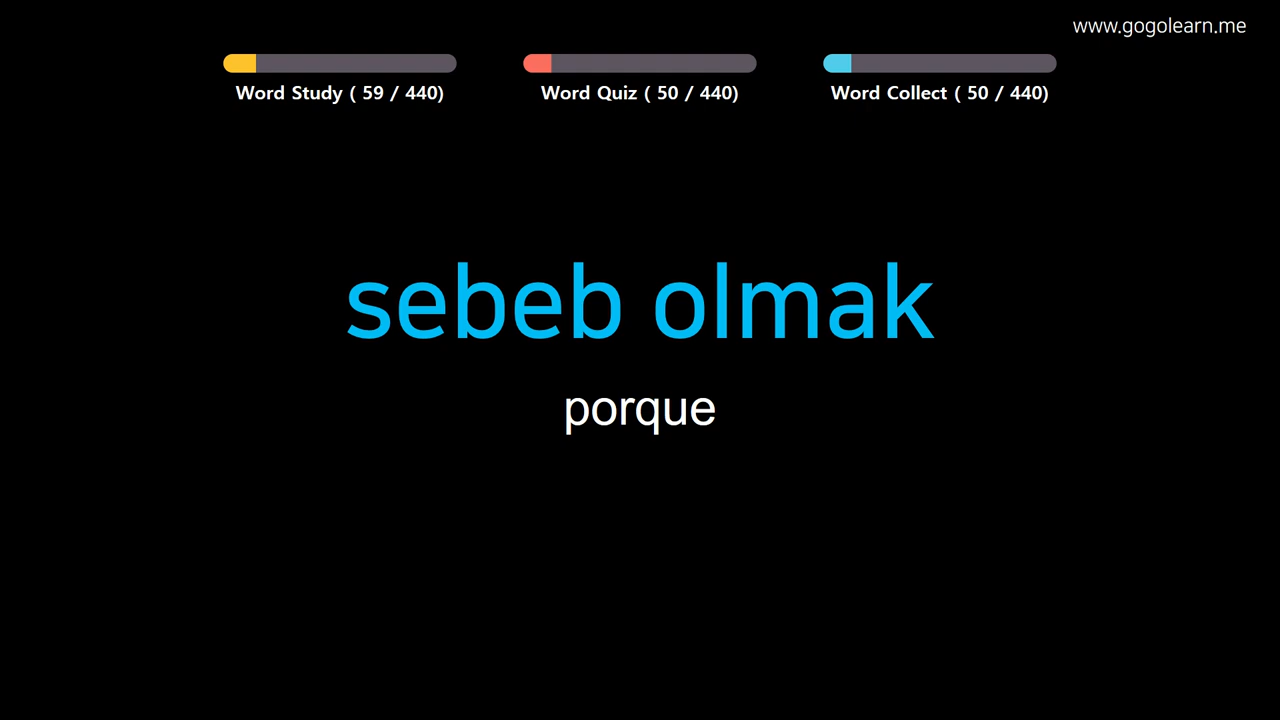 www.gogolearn.me
Word Study ( 59 / 440)
Word Quiz ( 50 / 440)
Word Collect ( 50 / 440)
sebeb olmak
porque